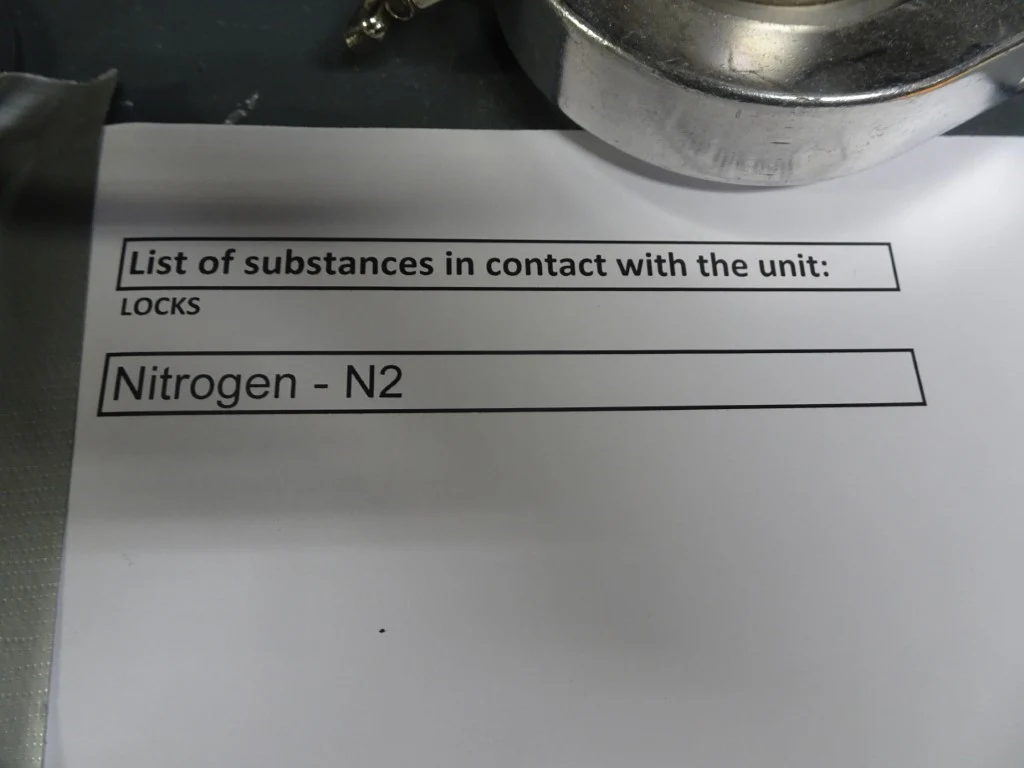 List of substances in contact with the unit:
LOCKS
Nitrogen - N2